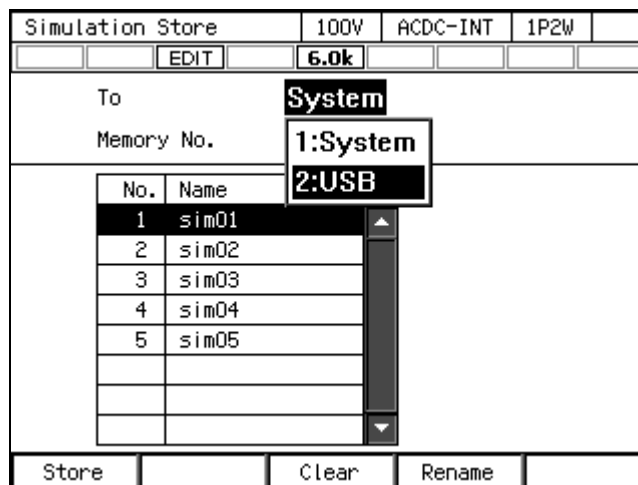 Simulation Store 100V ACDC-INT 1P2W
EDIT 6.0k
To System
Memory No. 1:System
2:USB
No. Name
1 sim01
2 sim02
3 sim03
4 sim04
5 sim05
Store Clear Rename